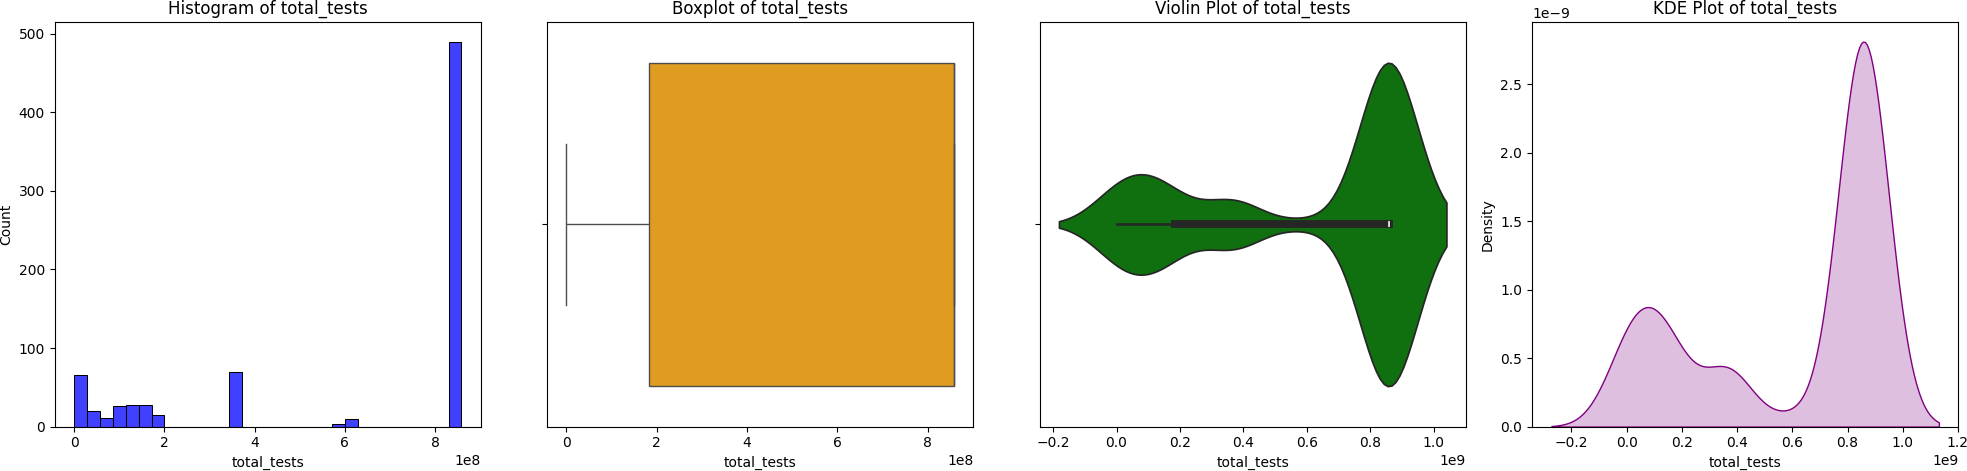 Histogram of total_tests
500
400
300
200
100
0
Count
0 2 4 6 8
1e8
total_tests
Boxplot of total_tests
0 2 4 6 8
1e8
total_tests
Violin Plot of total_tests
−0.2 0.0 0.2 0.4 0.6 0.8 1.0
1e9
total_tests
KDE Plot of total_tests
1e−9
2.5
2.0
1.5
1.0
0.5
0.0
Density
−0.2 0.0 0.2 0.4 0.6 0.8 1.0 1.2
1e9
total_tests